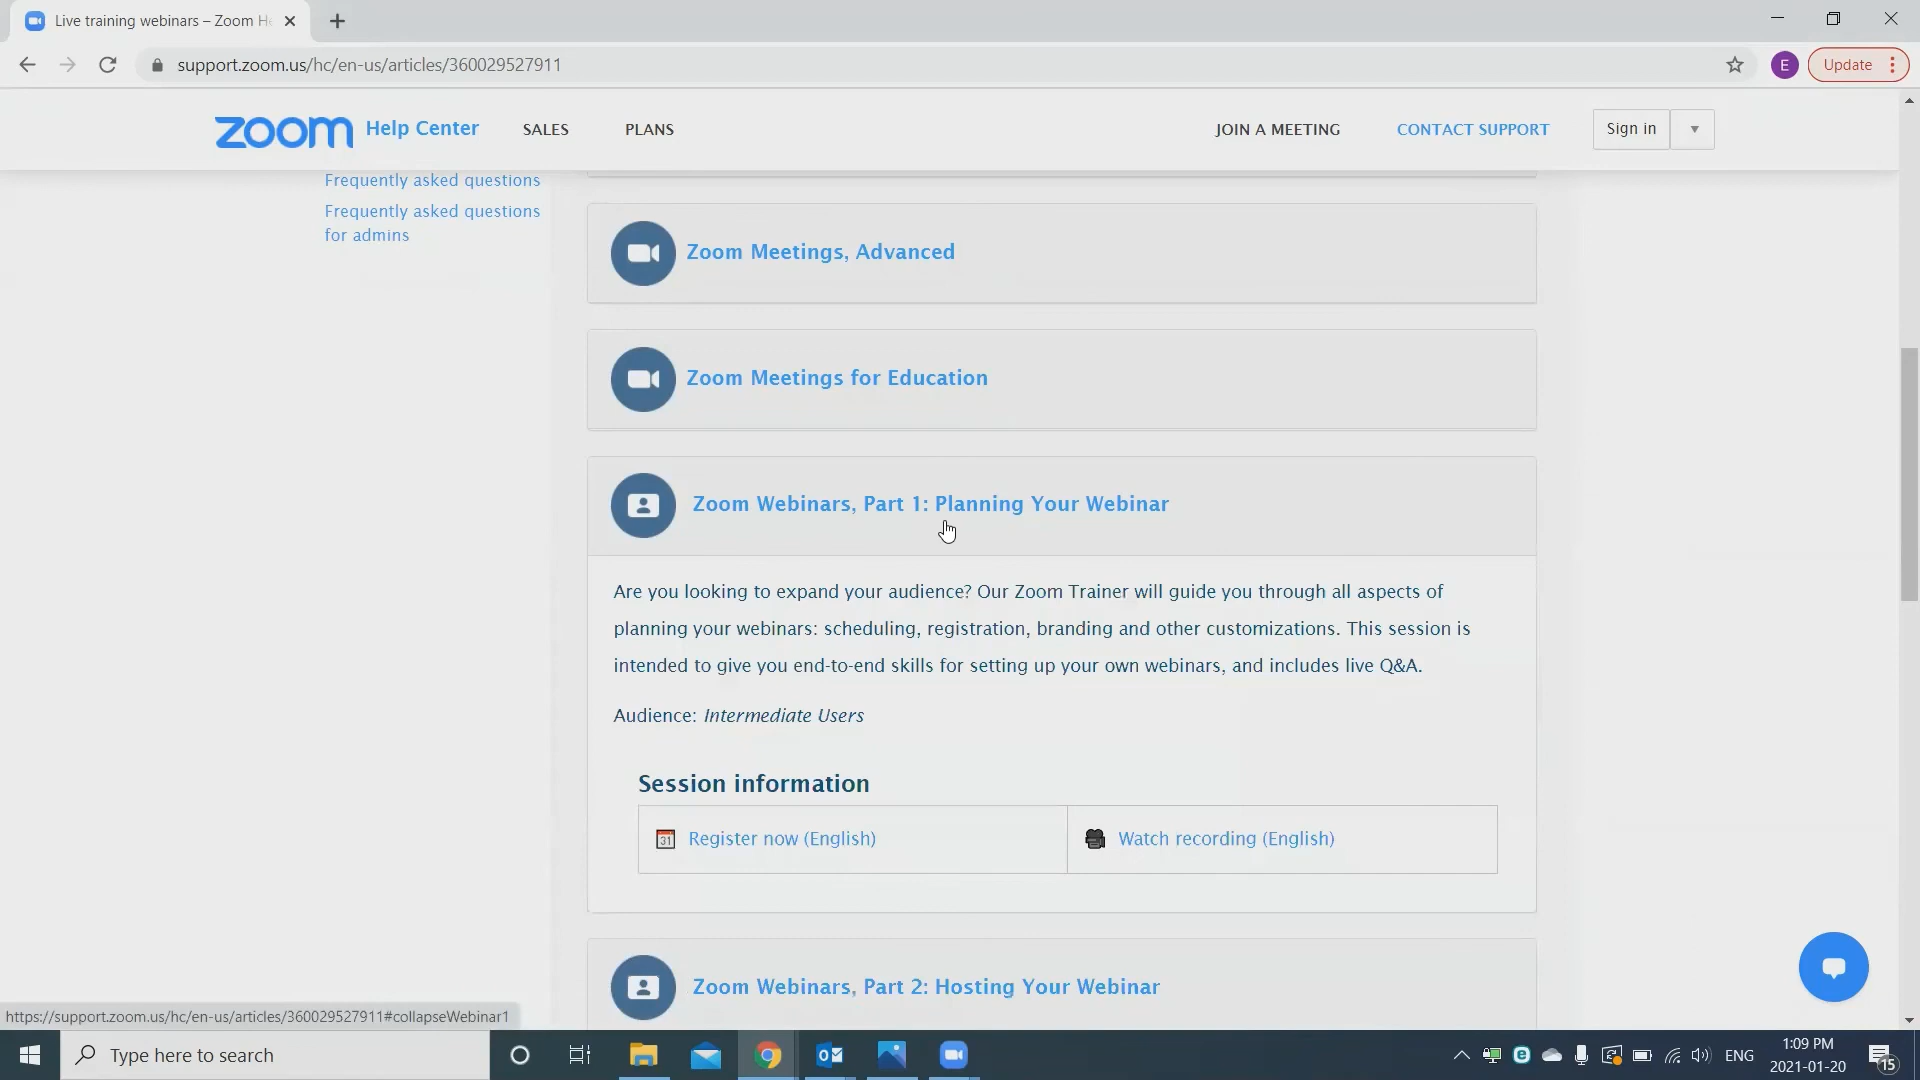 Live training webinars – Zoom He
support.zoom.us/hc/en-us/articles/360029527911
E
Update
zoom Help Center SALES PLANS JOIN A MEETING CONTACT SUPPORT Sign in
Frequently asked questions
Frequently asked questions
for admins
Zoom Meetings, Advanced
Zoom Meetings for Education
Zoom Webinars, Part 1: Planning Your Webinar
Are you looking to expand your audience? Our Zoom Trainer will guide you through all aspects of
planning your webinars: scheduling, registration, branding and other customizations. This session is
intended to give you end-to-end skills for setting up your own webinars, and includes live Q&A.
Audience: Intermediate Users
Session information
31 Register now (English) Watch recording (English)
Zoom Webinars, Part 2: Hosting Your Webinar
https://support.zoom.us/hc/en-us/articles/360029527911#collapseWebinar1
Type here to search
ENG
1:09 PM
2021-01-20
15